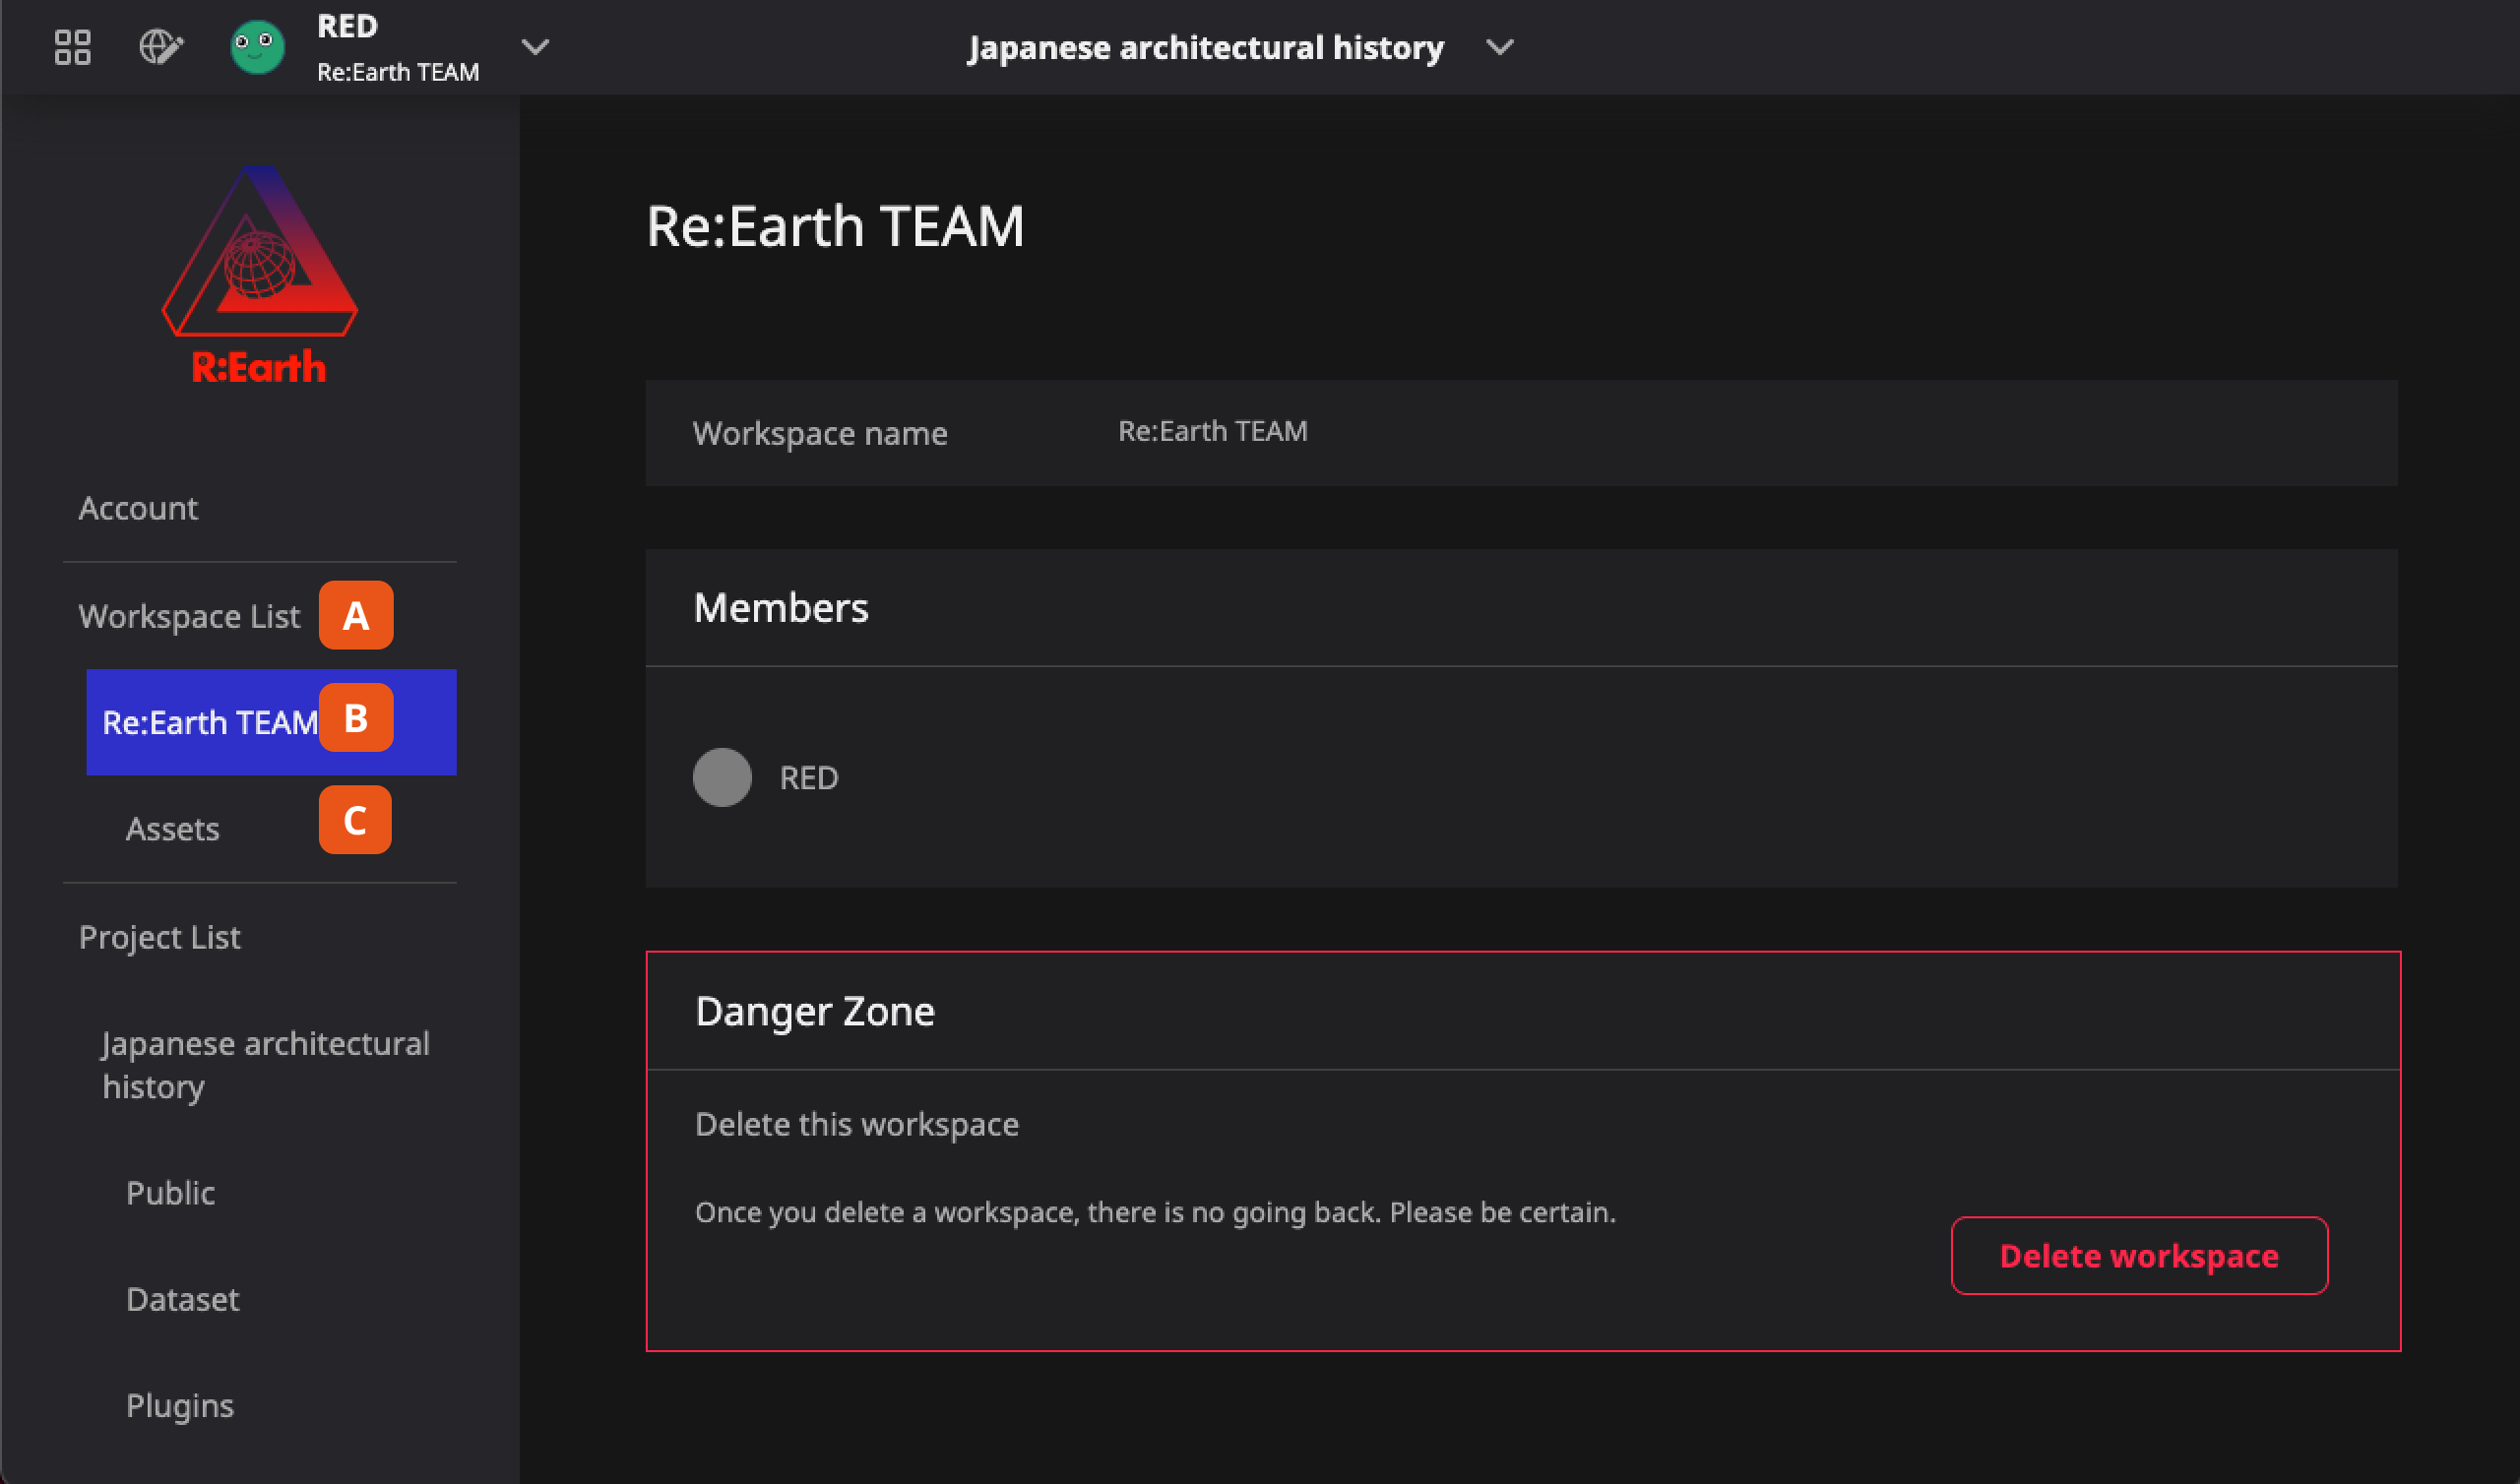 RED
Re:Earth TEAM
Japanese architectural history
R:Earth
Account
Workspace List A
Re:Earth TEAM B
Assets C
Project List
Japanese architectural
history
Public
Dataset
Plugins
Re:Earth TEAM
Workspace name Re:Earth TEAM
Members
RED
Danger Zone
Delete this workspace
Once you delete a workspace, there is no going back. Please be certain.
Delete workspace